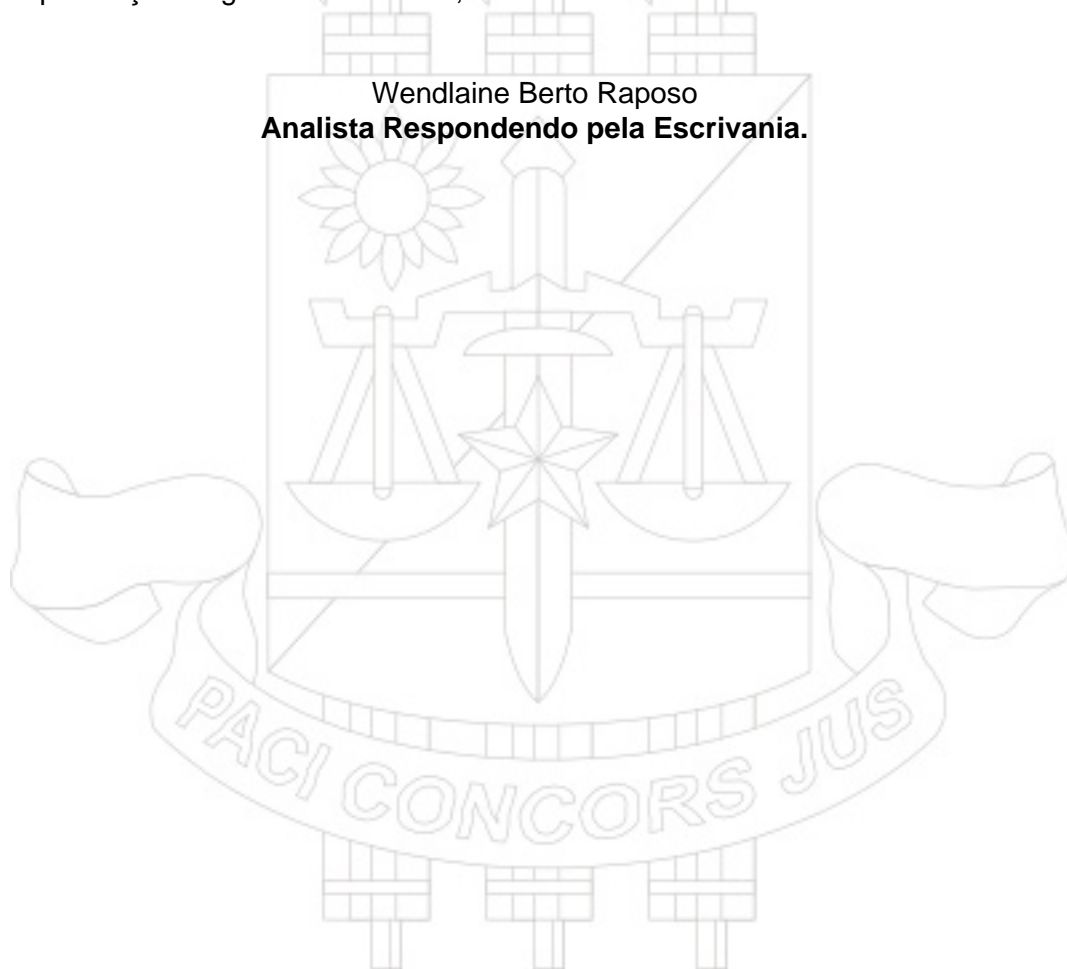 Wendlaine Berto Raposo
Analista Respondendo pela Escrivania.
PACI CONCORS JUS